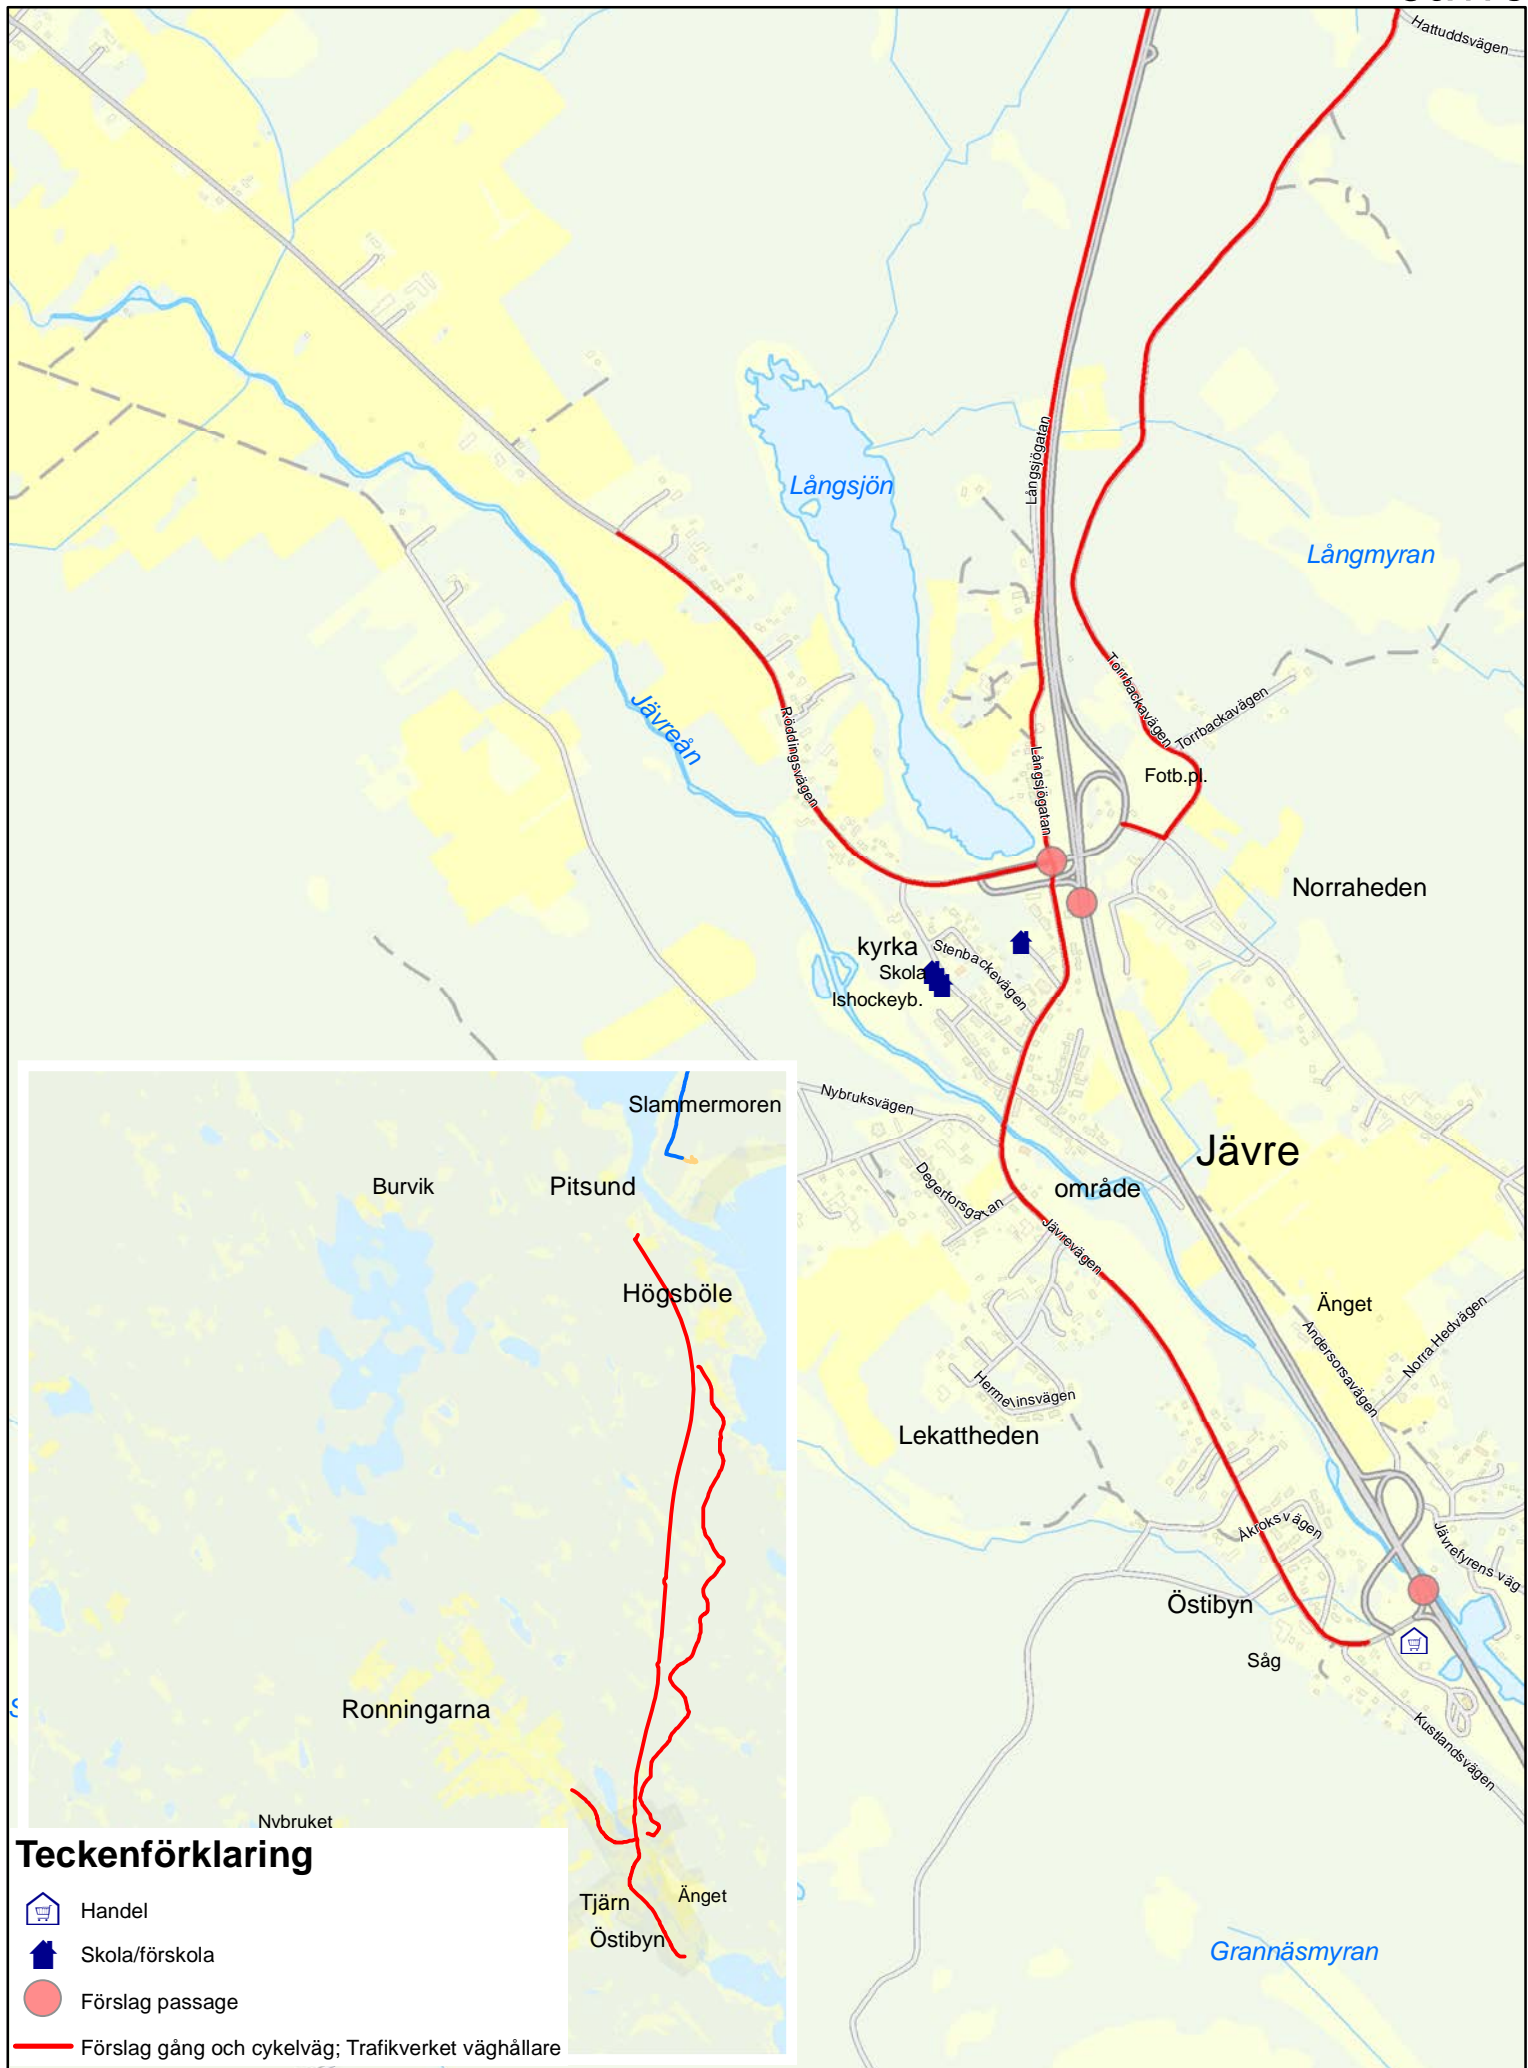 Hattuddsvägen
Långsjögatan
Långsjön
Långmyran
Torrbackavägen
Torrbackavägen
Jävreån
Röddingsvägen
Långsjögatan
Fotb.pl.
Norraheden
kyrka
Stenbackevägen
Skola
Ishockeyb.
Nybruksvägen
Jävre
Degerforsgatan
område
Jävrevägen
Änget
Andersorsavägen
Norra Hedvägen
Hermelinsvägen
Lekattheden
Åkroksvägen
Jävrefyrens väg
Östibyn
Såg
Kustlandsvägen
Grannäsmyran
Slammermoren
Burvik
Pitsund
Högsböle
Ronningarna
Nybruket
Tjärn
Änget
Östibyn
Teckenförklaring
Handel
Skola/förskola
Förslag passage
Förslag gång och cykelväg; Trafikverket väghållare